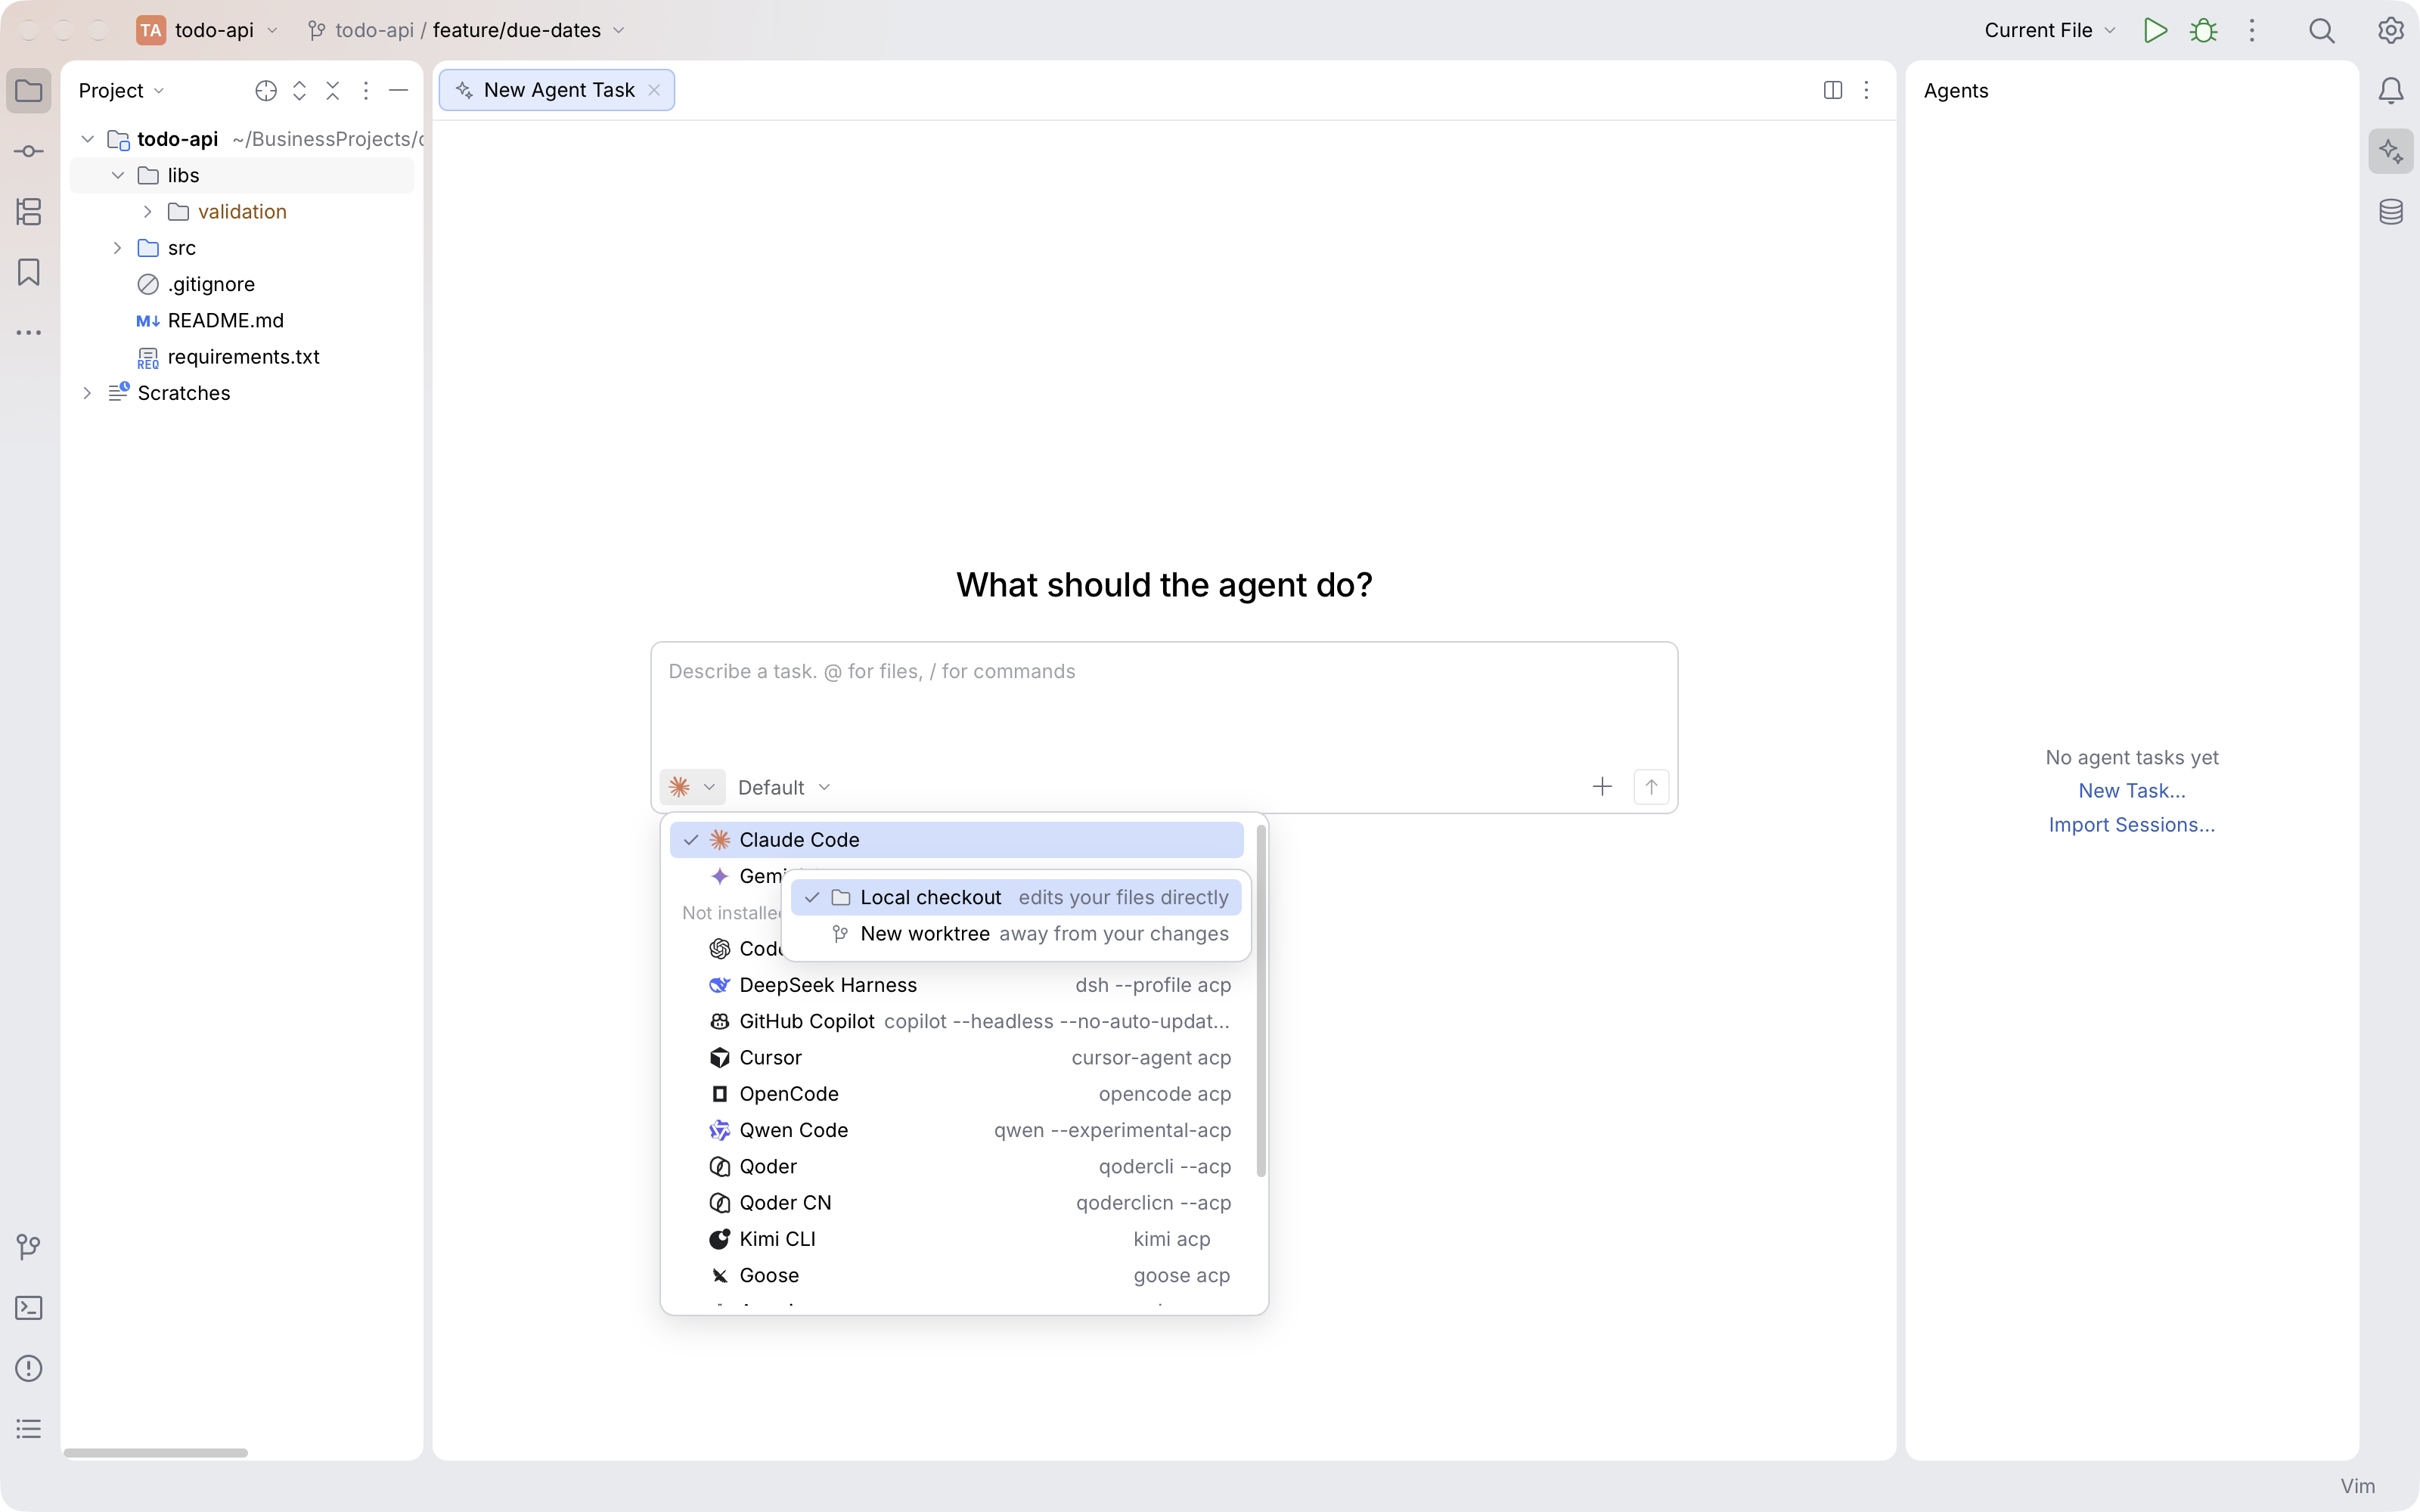 TA todo-api todo-api / feature/due-dates Current File
Project
New Agent Task
Agents
todo-api ~/BusinessProjects/
libs
validation
src
.gitignore
M↓ README.md
REQ requirements.txt
Scratches
What should the agent do?
Describe a task. @ for files, / for commands
Default
No agent tasks yet
New Task...
Import Sessions...
Claude Code
Local checkout edits your files directly
Not installed
New worktree away from your changes
DeepSeek Harness dsh --profile acp
GitHub Copilot copilot --headless --no-auto-updat...
Cursor cursor-agent acp
OpenCode opencode acp
Qwen Code qwen --experimental-acp
Qoder qodercli --acp
Qoder CN qoderclicn --acp
Kimi CLI kimi acp
Goose goose acp
Vim